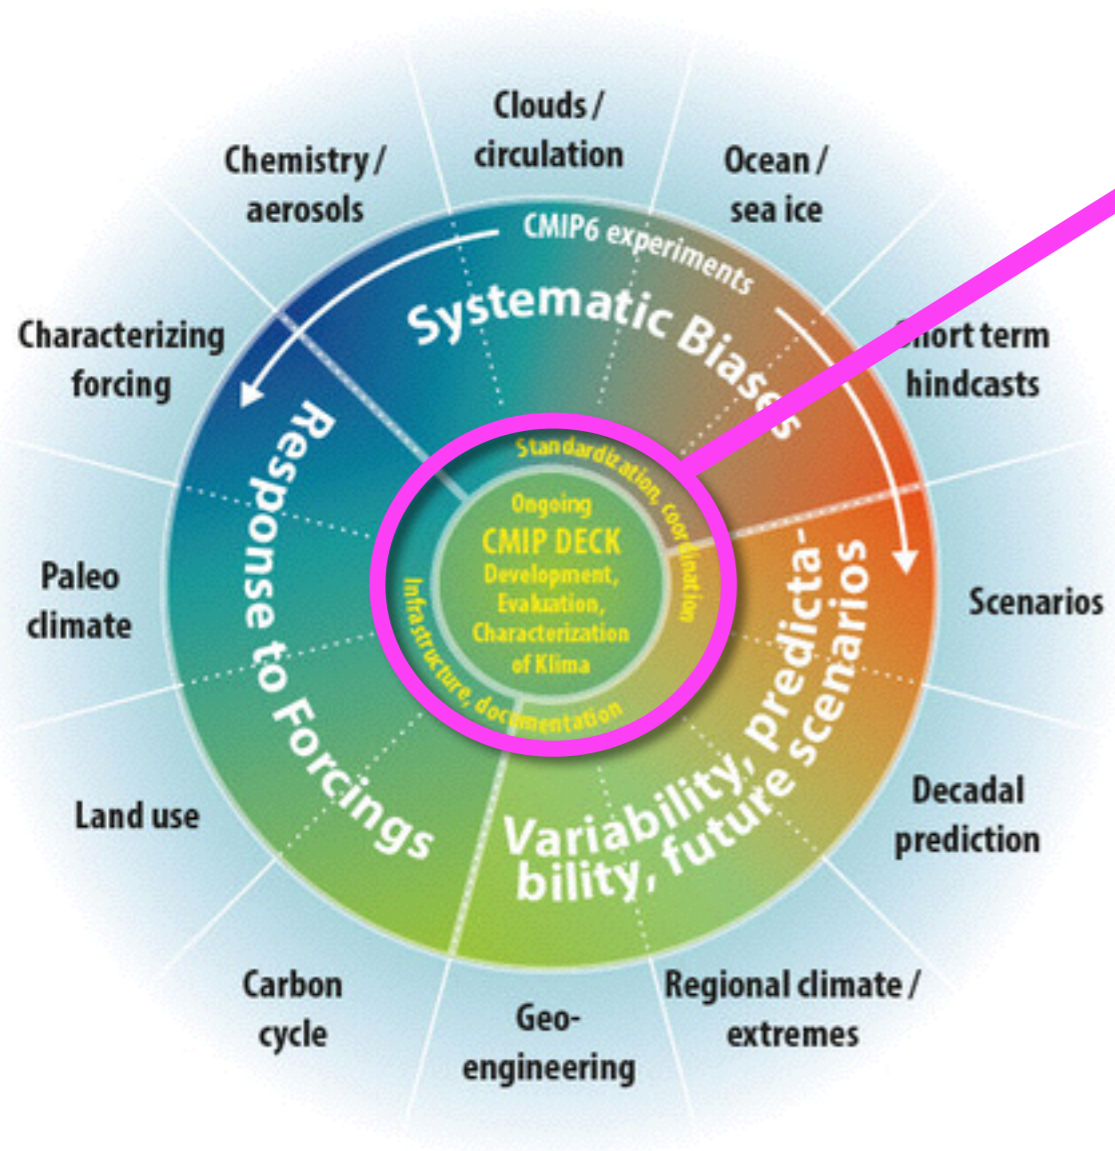 Clouds /
circulation
Ocean /
sea ice
Short term
hindcasts
Scenarios
Decadal
prediction
Regional climate /
extremes
Geo-
engineering
Carbon
cycle
Land use
Paleo
climate
Characterizing
forcing
Chemistry /
aerosols
CMIP6 experiments
Systematic Biases
Variability, predicta-
bility, future scenarios
Response to Forcings
Standardization, coordination
Infrastructure, documentation
Ongoing
CMIP DECK
Development,
Evaluation,
Characterization
of Klima